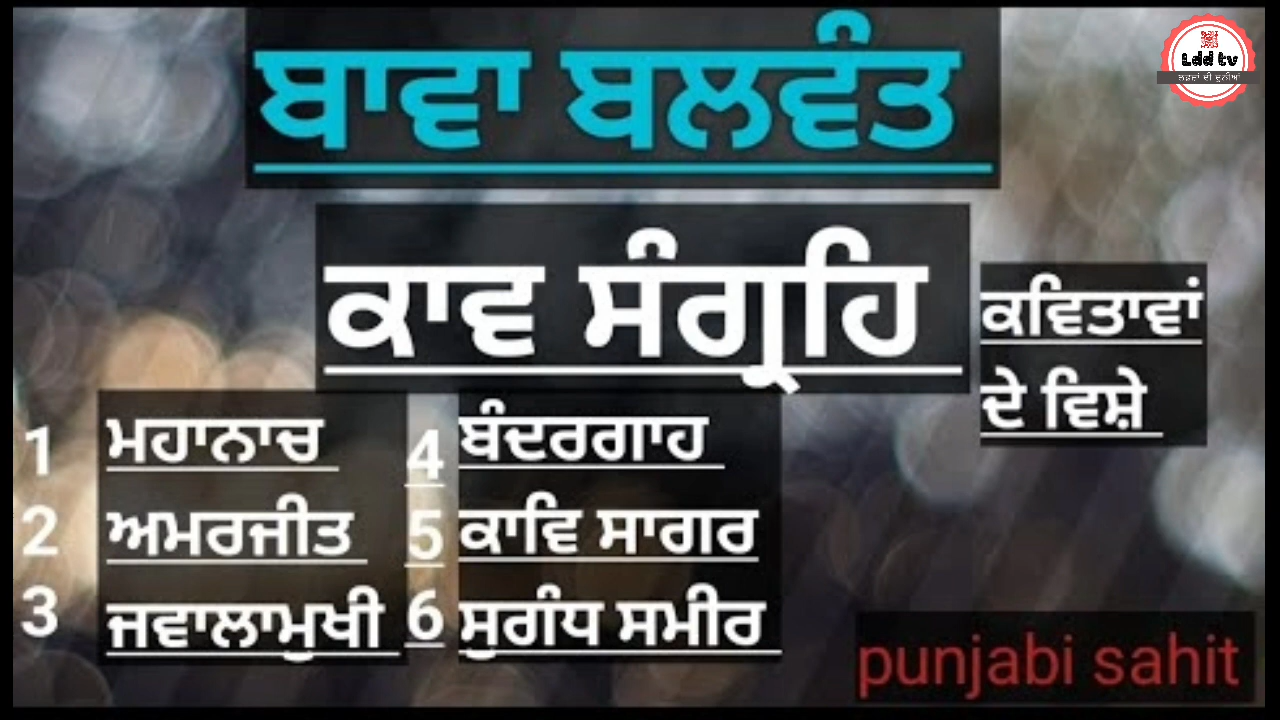 Ldd tv
ਲਫ਼ਜ਼ਾਂ ਦੀ ਦੁਨੀਆਂ
ਬਾਵਾ ਬਲਵੰਤ
ਕਾਵ ਸੰਗ੍ਰਹਿ
ਕਵਿਤਾਵਾਂ
ਦੇ ਵਿਸ਼ੇ
1 ਮਹਾਨਾਚ
2 ਅਮਰਜੀਤ
3 ਜਵਾਲਾਮੁਖੀ
4 ਬੰਦਰਗਾਹ
5 ਕਾਵਿ ਸਾਗਰ
6 ਸੁਗੰਧ ਸਮੀਰ
punjabi sahit